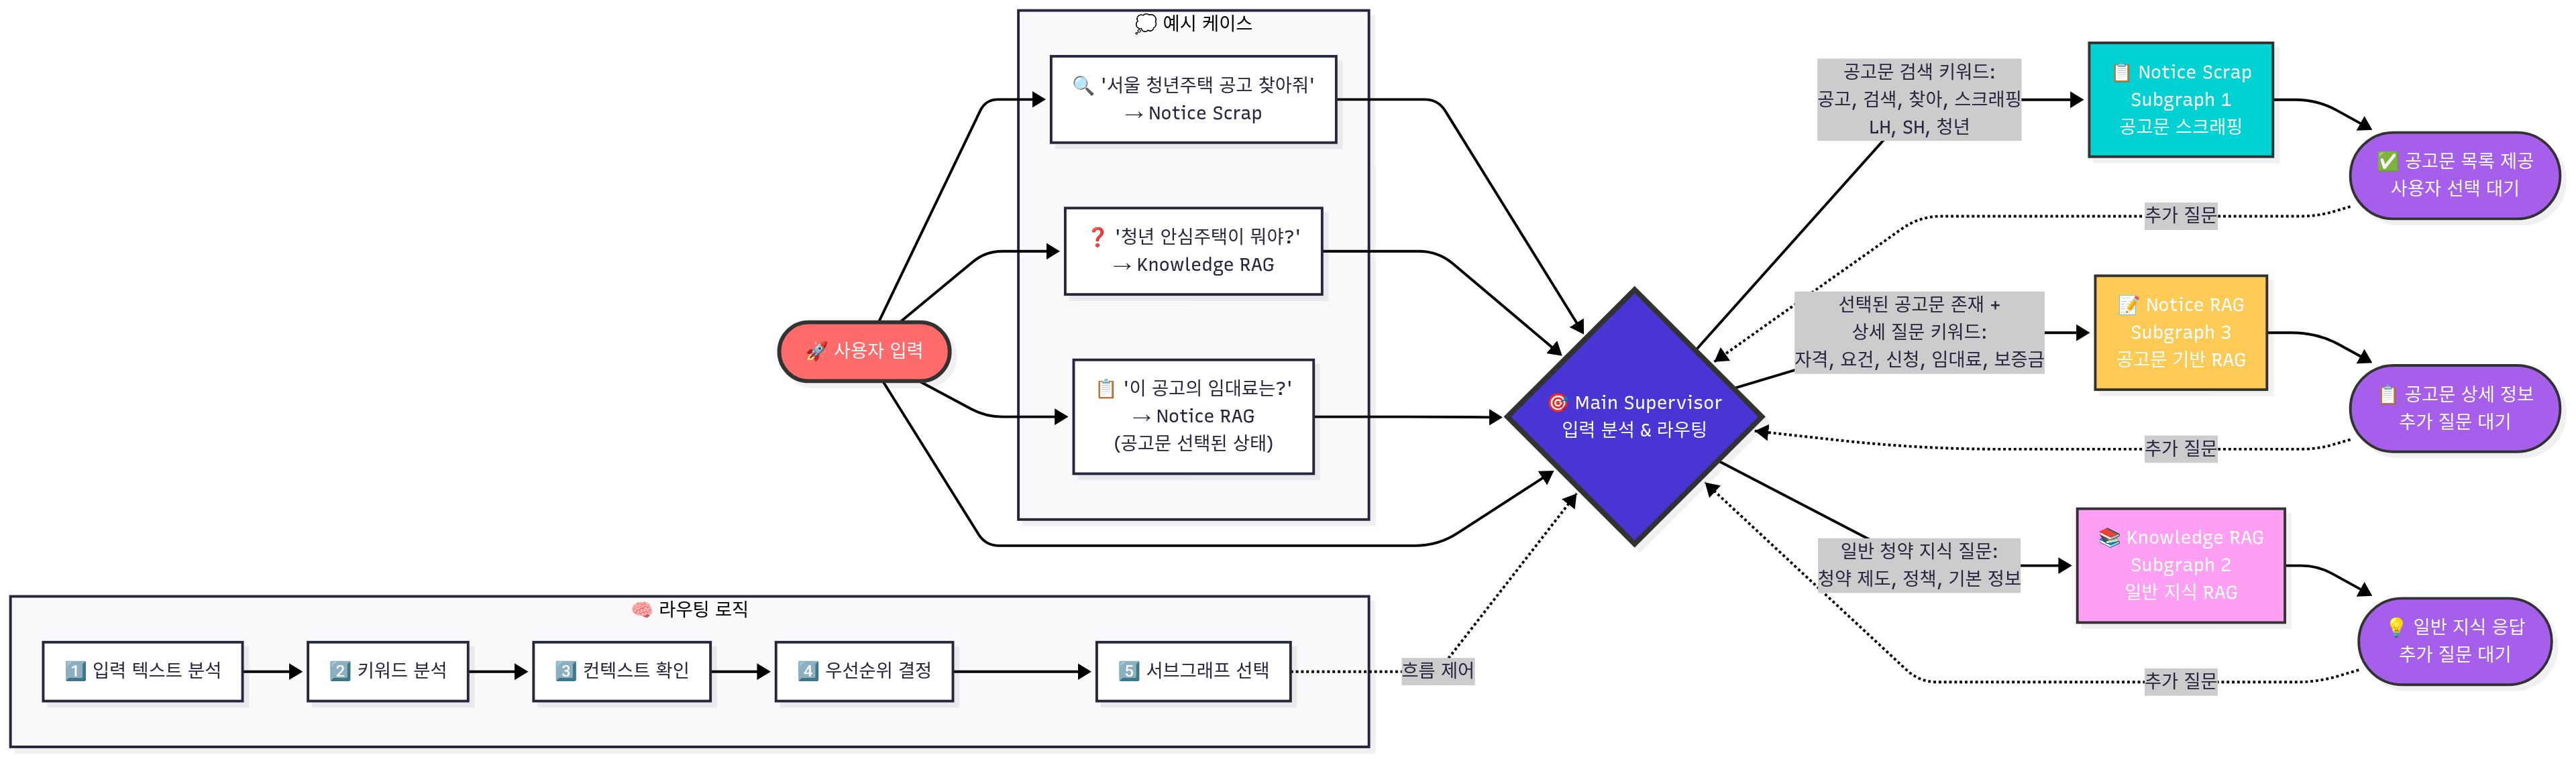 💭 예시 케이스
🔍 '서울 청년주택 공고 찾아줘'
→ Notice Scrap
❓ '청년 안심주택이 뭐야?'
→ Knowledge RAG
📋 '이 공고의 임대료는?'
→ Notice RAG
(공고문 선택된 상태)
🚀 사용자 입력
🧠 라우팅 로직
1️⃣ 입력 텍스트 분석
2️⃣ 키워드 분석
3️⃣ 컨텍스트 확인
4️⃣ 우선순위 결정
5️⃣ 서브그래프 선택
흐름 제어
🎯 Main Supervisor
입력 분석 & 라우팅
공고문 검색 키워드:
공고, 검색, 찾아, 스크래핑
LH, SH, 청년
📋 Notice Scrap
Subgraph 1
공고문 스크래핑
✅ 공고문 목록 제공
사용자 선택 대기
추가 질문
선택된 공고문 존재 +
상세 질문 키워드:
자격, 요건, 신청, 임대료, 보증금
📝 Notice RAG
Subgraph 3
공고문 기반 RAG
📋 공고문 상세 정보
추가 질문 대기
추가 질문
일반 청약 지식 질문:
청약 제도, 정책, 기본 정보
📚 Knowledge RAG
Subgraph 2
일반 지식 RAG
💡 일반 지식 응답
추가 질문 대기
추가 질문